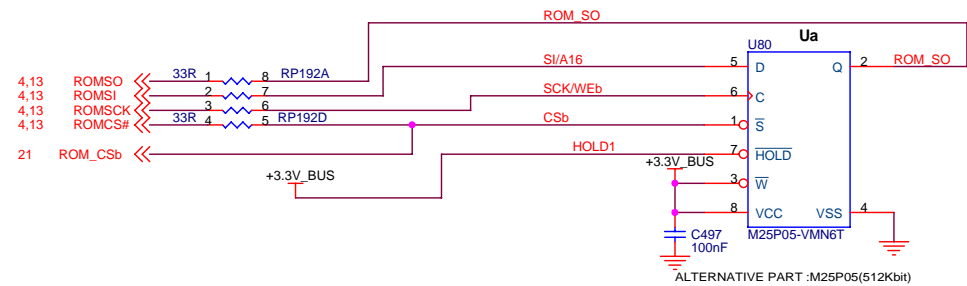 ROM_SO
Ua
U80
4,13 ROMSO 33R 1 8 RP192A
SI/A16 5 D Q 2 ROM_SO
4,13 ROMSI 2 7
SCK/WEb 6 C
4,13 ROMSCK 3 6
4,13 ROMCS# 33R 4 5 RP192D
CSb 1 S
21 ROM_CSb
HOLD1 7 HOLD
+3.3V_BUS
+3.3V_BUS
3 W
8 VCC VSS 4
C497
100nF
M25P05-VMN6T
ALTERNATIVE PART :M25P05(512Kbit)